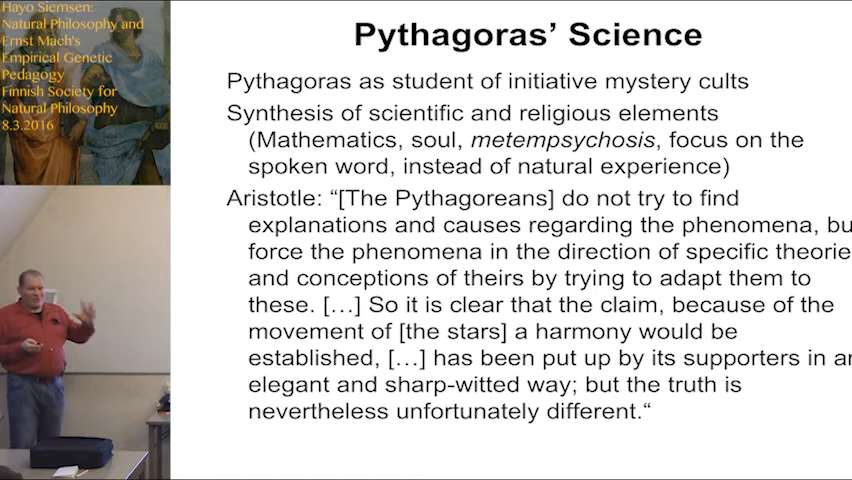 Hayo Siemsen:
Natural Philosophy and
Ernst Mach's
Empirical Genetic
Pedagogy
Finnish Society for
Natural Philosophy
8.3.2016
Pythagoras’ Science
Pythagoras as student of initiative mystery cults
Synthesis of scientific and religious elements
(Mathematics, soul, metempsychosis, focus on the
spoken word, instead of natural experience)
Aristotle: “[The Pythagoreans] do not try to find
explanations and causes regarding the phenomena, bu
force the phenomena in the direction of specific theorie
and conceptions of theirs by trying to adapt them to
these. […] So it is clear that the claim, because of the
movement of [the stars] a harmony would be
established, […] has been put up by its supporters in an
elegant and sharp-witted way; but the truth is
nevertheless unfortunately different.“